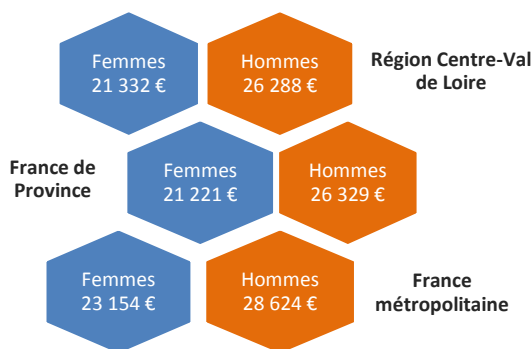 Femmes
21 332 €
Hommes
26 288 €
Région Centre-Val
de Loire
France de
Province
Femmes
21 221 €
Hommes
26 329 €
Femmes
23 154 €
Hommes
28 624 €
France
métropolitaine